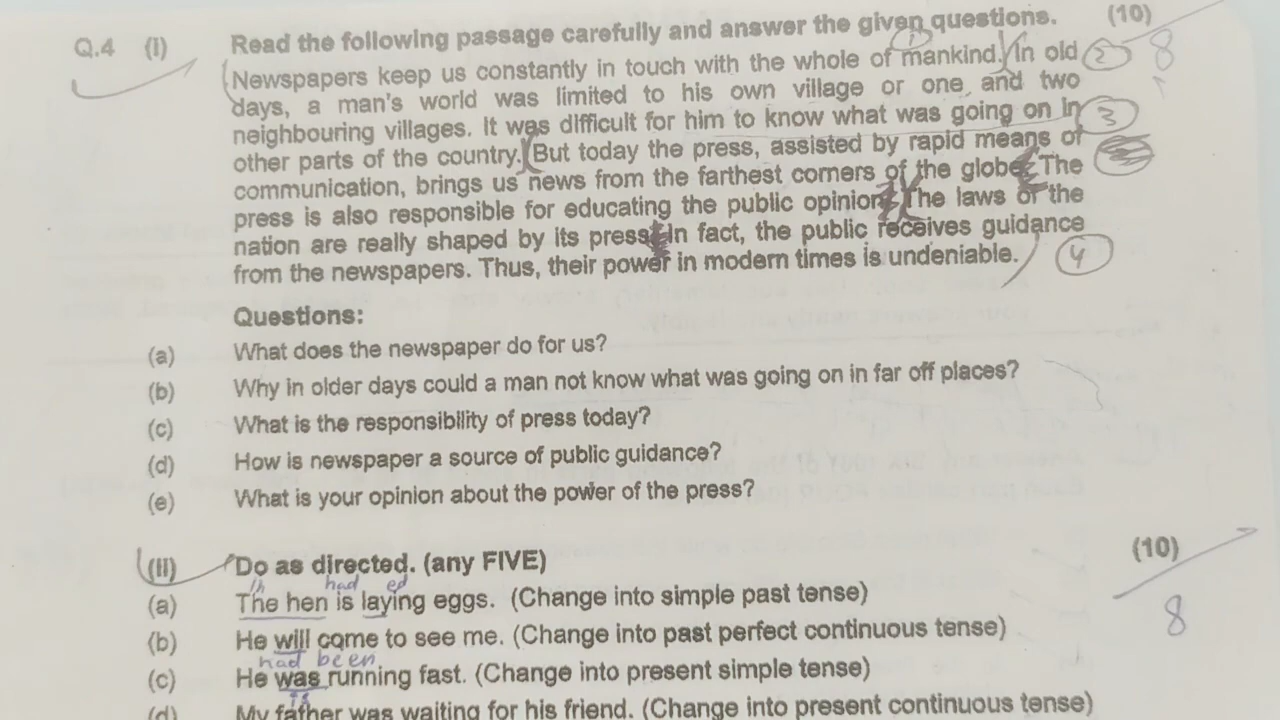 Q.4 (i) Read the following passage carefully and answer the given questions. (10)
Newspapers keep us constantly in touch with the whole of mankind. In old 2 8
days, a man's world was limited to his own village or one and two
neighbouring villages. It was difficult for him to know what was going on in 3
other parts of the country. But today the press, assisted by rapid means of
communication, brings us news from the farthest corners of the globe. The
press is also responsible for educating the public opinion. The laws of the
nation are really shaped by its press. In fact, the public receives guidance
from the newspapers. Thus, their power in modern times is undeniable. 4
Questions:
(a) What does the newspaper do for us?
(b) Why in older days could a man not know what was going on in far off places?
(c) What is the responsibility of press today?
(d) How is newspaper a source of public guidance?
(e) What is your opinion about the power of the press?
(ii) Do as directed. (any FIVE) (10)
had ed
(a) The hen is laying eggs. (Change into simple past tense) 8
(b) He will come to see me. (Change into past perfect continuous tense)
had been
(c) He was running fast. (Change into present simple tense)
is
(d) My father was waiting for his friend. (Change into present continuous tense)